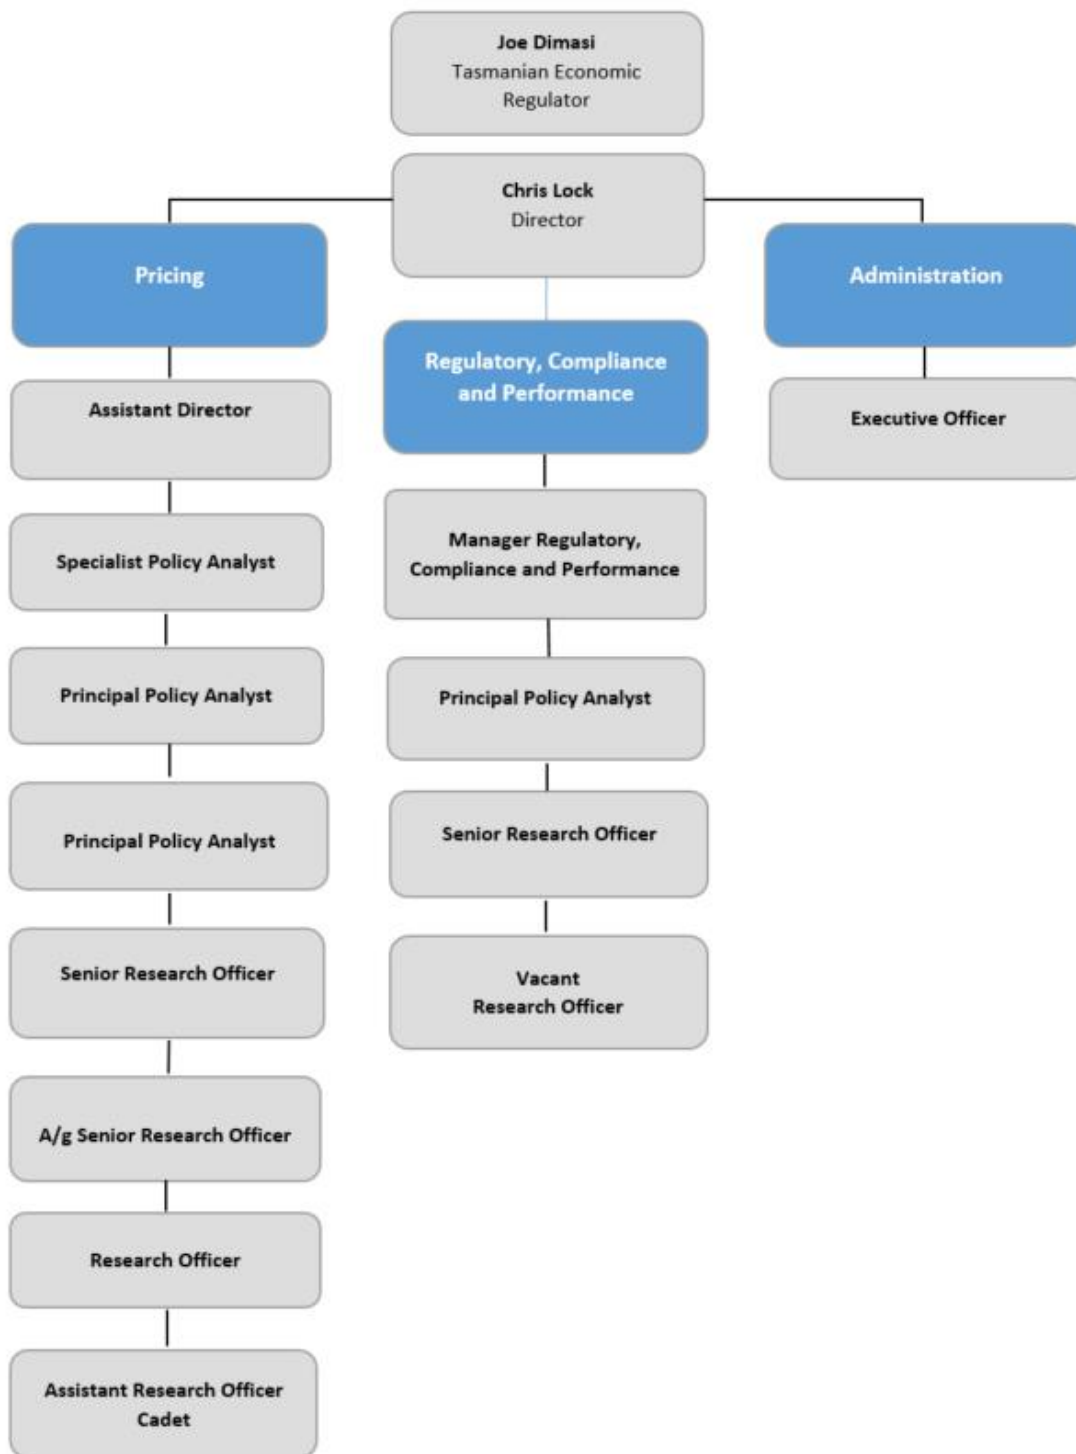 Joe Dimasi
Tasmanian Economic
Regulator
Chris Lock
Director
Pricing
Assistant Director
Specialist Policy Analyst
Principal Policy Analyst
Principal Policy Analyst
Senior Research Officer
A/g Senior Research Officer
Research Officer
Assistant Research Officer
Cadet
Regulatory, Compliance
and Performance
Manager Regulatory,
Compliance and Performance
Principal Policy Analyst
Senior Research Officer
Vacant
Research Officer
Administration
Executive Officer